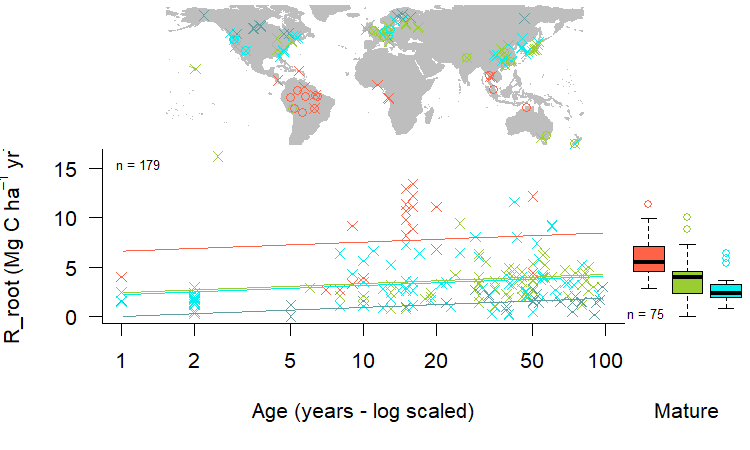 R_root (Mg C ha⁻¹ yr
15
10
5
0
n = 179
n = 75
1 2 5 10 20 50 100
Age (years - log scaled)
Mature